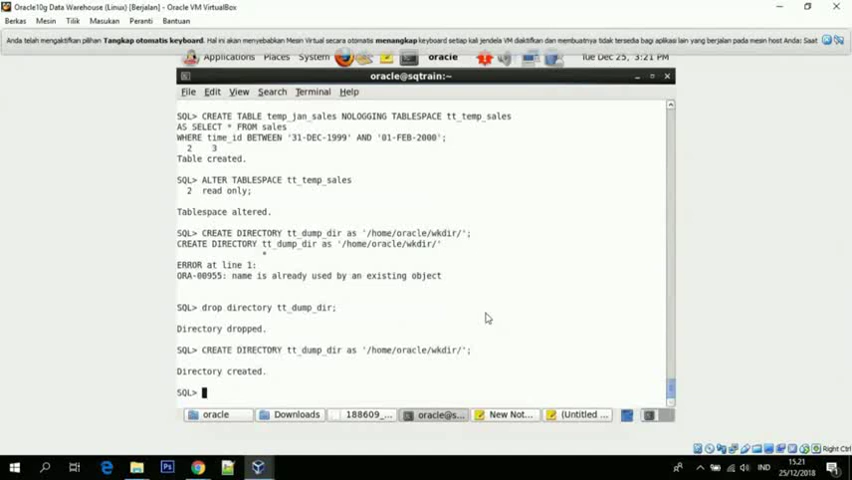 Oracle10g Data Warehouse (Linux) [Berjalan] - Oracle VM VirtualBox
Berkas Mesin Tilik Masukan Peranti Bantuan
Anda telah mengaktifkan pilihan Tangkap otomatis keyboard. Hal ini akan menyebabkan Mesin Virtual secara otomatis menangkap keyboard setiap kali jendela VM diaktifkan dan membuatnya tidak tersedia bagi aplikasi lain yang berjalan pada mesin host Anda: Saat
Applications Places System oracle Tue Dec 25, 3:21 PM
oracle@sqtrain:~
File Edit View Search Terminal Help
SQL> CREATE TABLE temp_jan_sales NOLOGGING TABLESPACE tt_temp_sales
AS SELECT * FROM sales
WHERE time_id BETWEEN '31-DEC-1999' AND '01-FEB-2000';
2 3
Table created.
SQL> ALTER TABLESPACE tt_temp_sales
2 read only;
Tablespace altered.
SQL> CREATE DIRECTORY tt_dump_dir as '/home/oracle/wkdir/';
CREATE DIRECTORY tt_dump_dir as '/home/oracle/wkdir/'
*
ERROR at line 1:
ORA-00955: name is already used by an existing object
SQL> drop directory tt_dump_dir;
Directory dropped.
SQL> CREATE DIRECTORY tt_dump_dir as '/home/oracle/wkdir/';
Directory created.
SQL>
oracle Downloads 188609_... oracle@s... New Not... (Untitled ...
Right Ctrl
Ps IND 15.21
25/12/2018